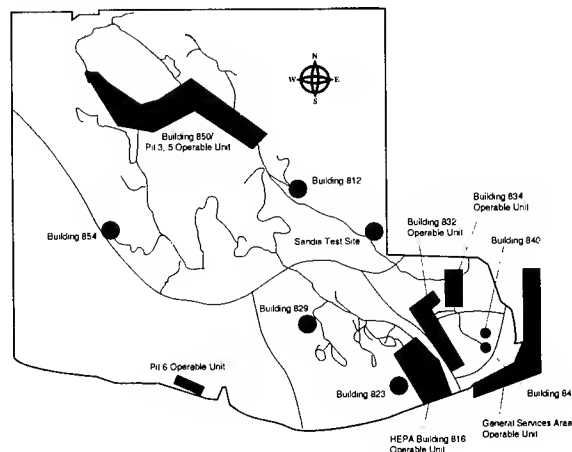 N
W E
S
Building 850/
Pit 3, 5 Operable Unit
Building 812
Building 834
Operable Unit
Building 832
Operable Unit
Building 840
Building 854
Sandia Test Site
Building 829
Pit 6 Operable Unit
Building 823
Building 84
General Services Area
Operable Unit
HEPA Building 816
Operable Unit